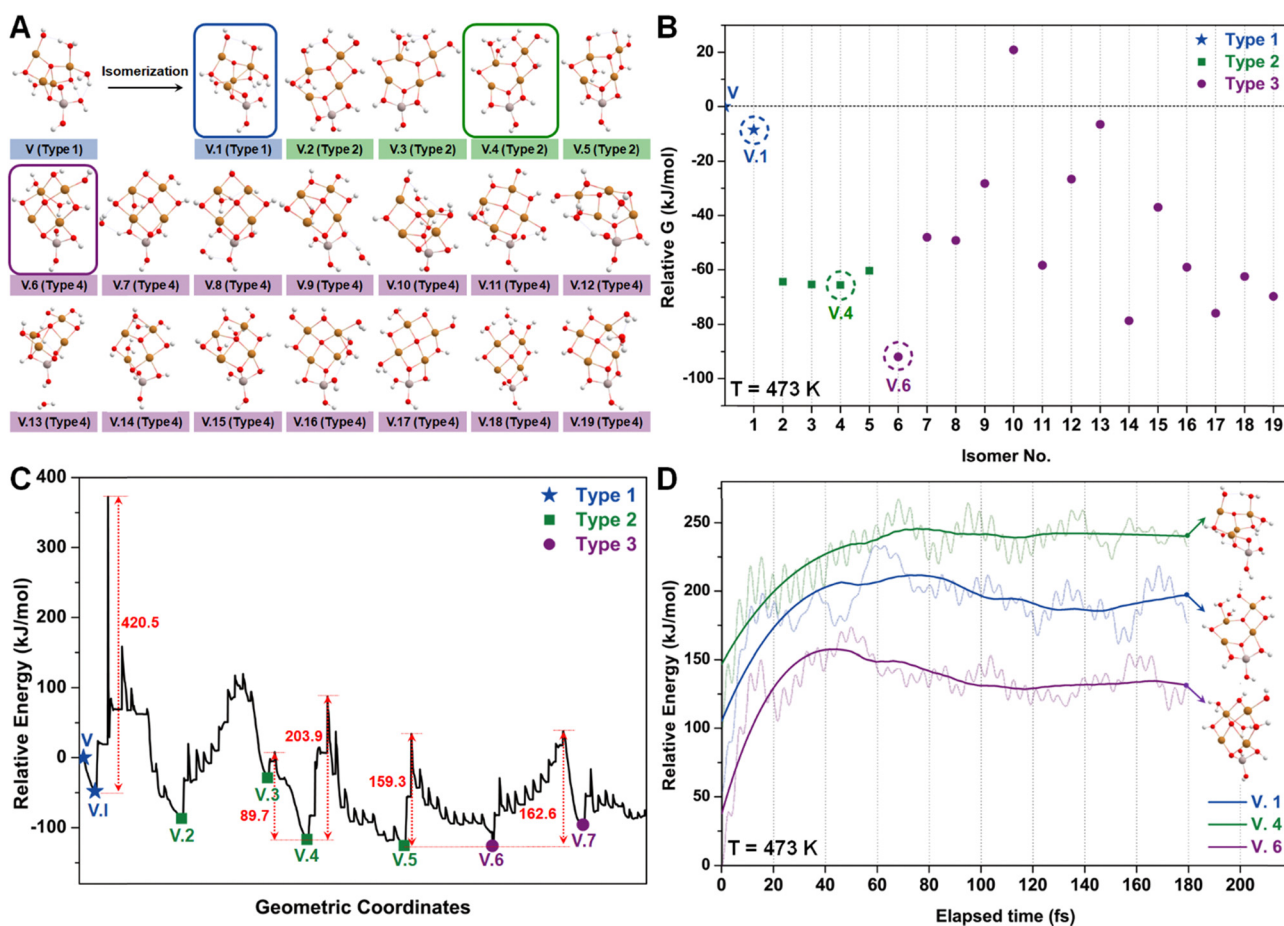 A
Isomerization
V (Type 1)
V.1 (Type 1)
V.2 (Type 2)
V.3 (Type 2)
V.4 (Type 2)
V.5 (Type 2)
V.6 (Type 4)
V.7 (Type 4)
V.8 (Type 4)
V.9 (Type 4)
V.10 (Type 4)
V.11 (Type 4)
V.12 (Type 4)
V.13 (Type 4)
V.14 (Type 4)
V.15 (Type 4)
V.16 (Type 4)
V.17 (Type 4)
V.18 (Type 4)
V.19 (Type 4)
B
Relative G (kJ/mol)
20
0
-20
-40
-60
-80
-100
Type 1
Type 2
Type 3
V
V.1
V.4
V.6
T = 473 K
1 2 3 4 5 6 7 8 9 10 11 12 13 14 15 16 17 18 19
Isomer No.
C
Relative Energy (kJ/mol)
400
300
200
100
0
-100
Type 1
Type 2
Type 3
420.5
203.9
159.3
162.6
89.7
V
V.I
V.2
V.3
V.4
V.5
V.6
V.7
Geometric Coordinates
D
Relative Energy (kJ/mol)
250
200
150
100
50
0
T = 473 K
V. 1
V. 4
V. 6
0 20 40 60 80 100 120 140 160 180 200
Elapsed time (fs)